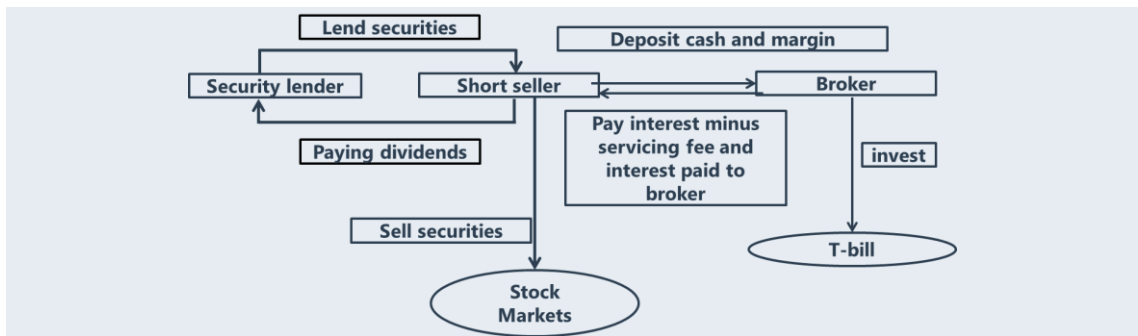 Lend securities
Deposit cash and margin
Security lender
Short seller
Broker
Paying dividends
Pay interest minus
servicing fee and
interest paid to
broker
invest
Sell securities
T-bill
Stock
Markets